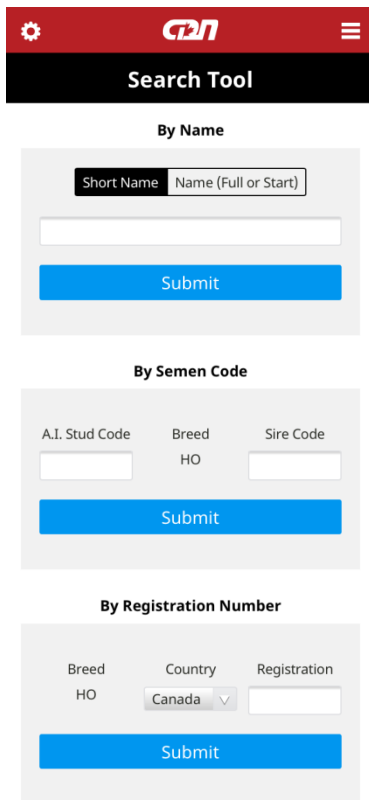 CDN
Search Tool
By Name
Short Name Name (Full or Start)
Submit
By Semen Code
A.I. Stud Code Breed Sire Code
HO
Submit
By Registration Number
Breed Country Registration
HO Canada
Submit